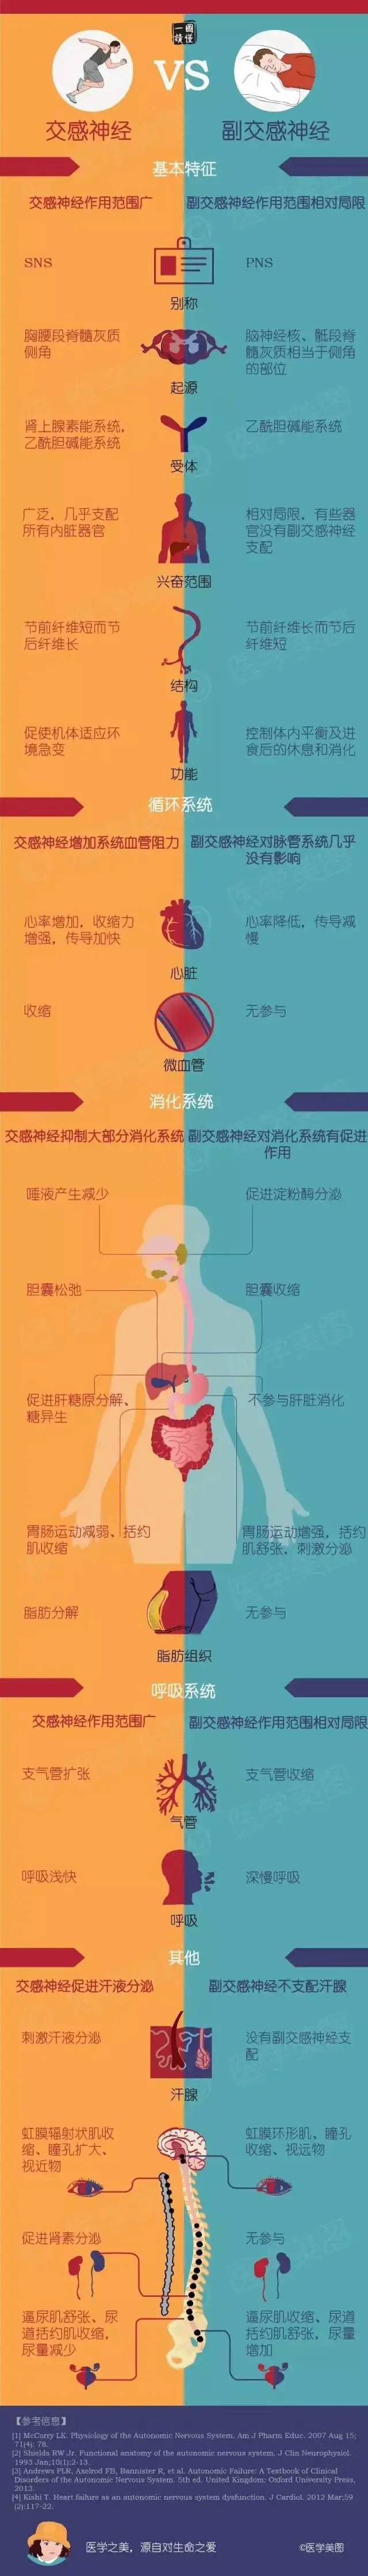 一图
读懂
VS
交感神经
副交感神经
基本特征
交感神经作用范围广
副交感神经作用范围相对局限
SNS
PNS
别称
胸腰段脊髓灰质
侧角
脑神经核、骶段脊
髓灰质相当于侧角
的部位
起源
肾上腺素能系统，
乙酰胆碱能系统
乙酰胆碱能系统
受体
广泛，几乎支配
所有内脏器官
相对局限，有些器
官没有副交感神经
支配
兴奋范围
节前纤维短而节
后纤维长
节前纤维长而节后
纤维短
结构
促使机体适应环
境急变
控制体内平衡及进
食后的休息和消化
功能
循环系统
交感神经增加系统血管阻力
副交感神经对脉管系统几乎
没有影响
心率增加，收缩力
增强，传导加快
心率降低，传导减
慢
心脏
收缩
无参与
微血管
消化系统
交感神经抑制大部分消化系统
副交感神经对消化系统有促进
作用
唾液产生减少
促进淀粉酶分泌
胆囊松弛
胆囊收缩
促进肝糖原分解、
糖异生
不参与肝脏消化
胃肠运动减弱、括约
肌收缩
胃肠运动增强，括约
肌舒张，刺激分泌
脂肪分解
无参与
脂肪组织
呼吸系统
交感神经作用范围广
副交感神经作用范围相对局限
支气管扩张
支气管收缩
气管
呼吸浅快
深慢呼吸
呼吸
其他
交感神经促进汗液分泌
副交感神经不支配汗腺
刺激汗液分泌
没有副交感神经支
配
汗腺
虹膜辐射状肌收
缩、瞳孔扩大、
视近物
虹膜环形肌、瞳孔
收缩、视远物
促进肾素分泌
无参与
逼尿肌舒张、尿
道括约肌收缩，
尿量减少
逼尿肌收缩、尿道
括约肌舒张，尿量
增加
【参考信息】
[1] McCorry LK. Physiology of the Autonomic Nervous System. Am J Pharm Educ. 2007 Aug 15;
71(4): 78.
[2] Shields RW Jr. Functional anatomy of the autonomic nervous system. J Clin Neurophysiol.
1993 Jan;10(1):2-13.
[3] Andrews PLR, Axelrod FB, Bannister R, et al. Autonomic Failure: A Textbook of Clinical
Disorders of the Autonomic Nervous System. 5th ed. United Kingdom: Oxford University Press,
2013.
[4] Kishi T. Heart failure as an autonomic nervous system dysfunction. J Cardiol. 2012 Mar;59
(2):117-22.
医学之美，源自对生命之爱
©医学美图